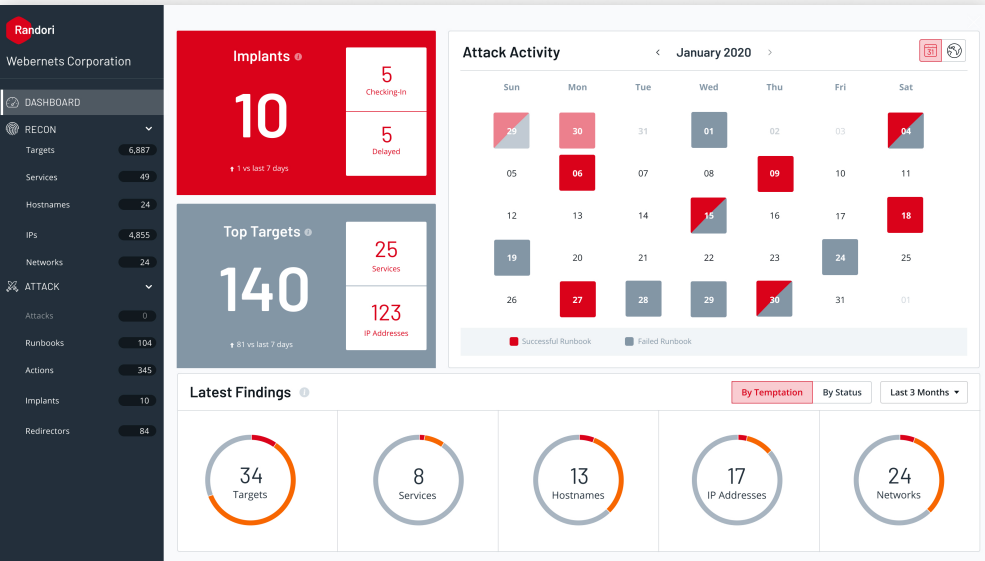 Randori
Webernets Corporation
DASHBOARD
RECON
Targets 6,887
Services 49
Hostnames 24
IPs 4,855
Networks 24
ATTACK
Attacks 0
Runbooks 104
Actions 345
Implants 10
Redirectors 84
Implants
10
1 vs last 7 days
5
Checking-In
5
Delayed
Top Targets
140
81 vs last 7 days
25
Services
123
IP Addresses
Attack Activity
January 2020
31
Sun Mon Tue Wed Thu Fri Sat
29 30 31 01 02 03 04
05 06 07 08 09 10 11
12 13 14 15 16 17 18
19 20 21 22 23 24 25
26 27 28 29 30 31 01
Successful Runbook Failed Runbook
Latest Findings
By Temptation By Status Last 3 Months
34
Targets
8
Services
13
Hostnames
17
IP Addresses
24
Networks